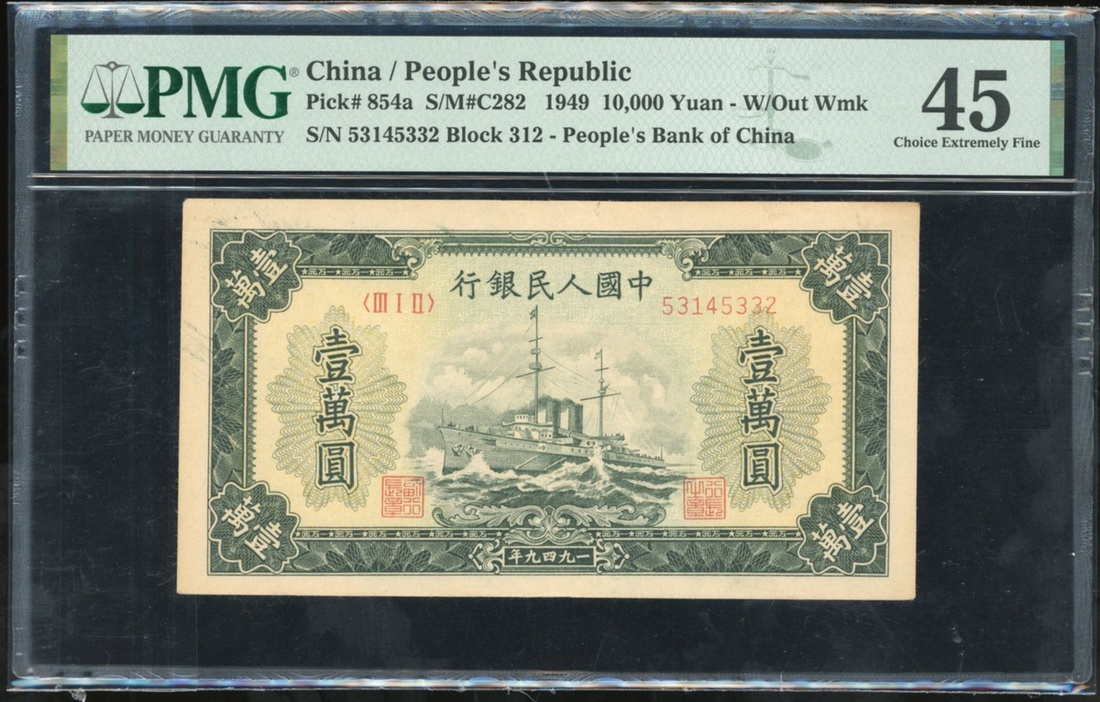 PMG®
PAPER MONEY GUARANTY
China / People's Republic
Pick# 854a S/M#C282 1949 10,000 Yuan - W/Out Wmk
S/N 53145332 Block 312 - People's Bank of China
45
Choice Extremely Fine
行銀民人國中
〈III I II〉
53145332
壹萬
壹萬
壹萬圓
壹萬圓
壹萬
壹萬
年九四九一